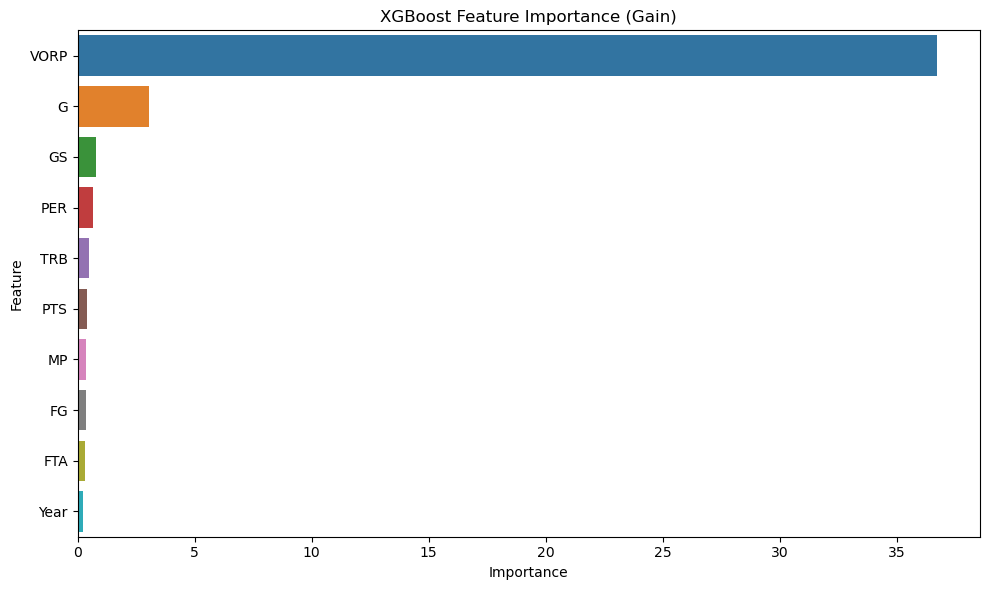 XGBoost Feature Importance (Gain)
VORP
G
GS
PER
TRB
PTS
MP
FG
FTA
Year
Feature
0 5 10 15 20 25 30 35
Importance